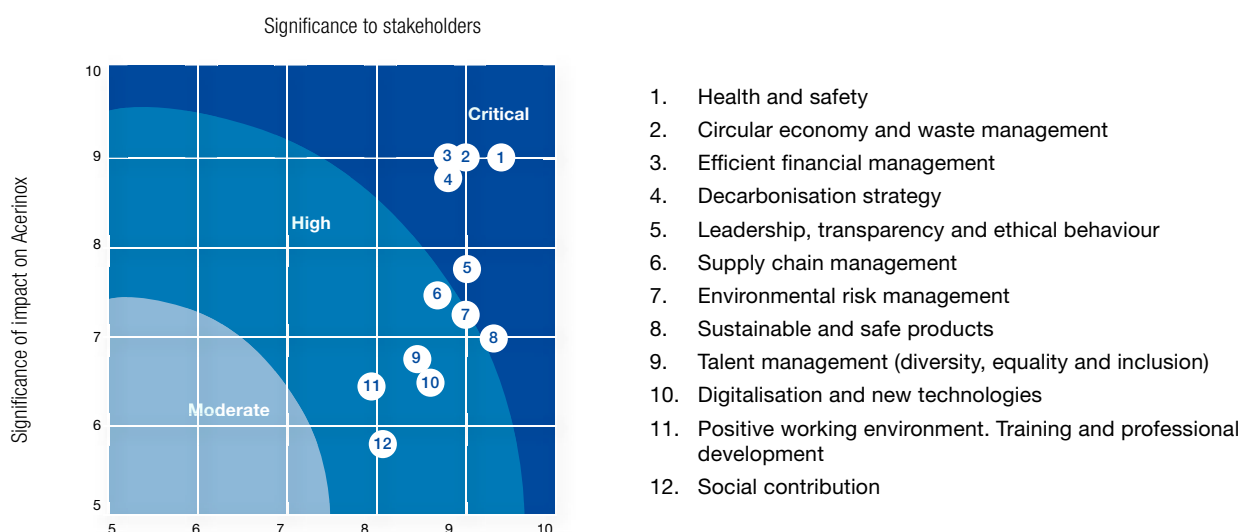 Significance to stakeholders
Significance of impact on Acerinox
10
9
8
7
6
5
5
6
7
8
9
10
Critical
High
Moderate
3
2
1
4
5
6
7
8
9
10
11
12
1. Health and safety
2. Circular economy and waste management
3. Efficient financial management
4. Decarbonisation strategy
5. Leadership, transparency and ethical behaviour
6. Supply chain management
7. Environmental risk management
8. Sustainable and safe products
9. Talent management (diversity, equality and inclusion)
10. Digitalisation and new technologies
11. Positive working environment. Training and professional
development
12. Social contribution